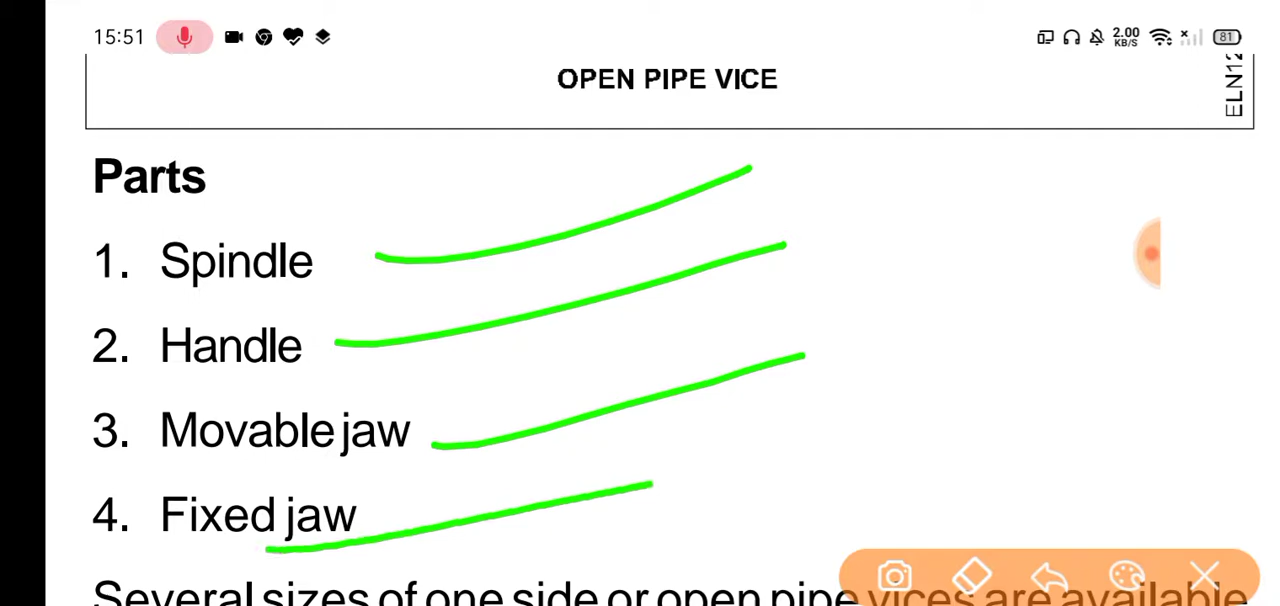 15:51 2.00 KB/S 81
OPEN PIPE VICE
ELN12
Parts
1. Spindle
2. Handle
3. Movable jaw
4. Fixed jaw
Several sizes of one side or open pipe vices are available